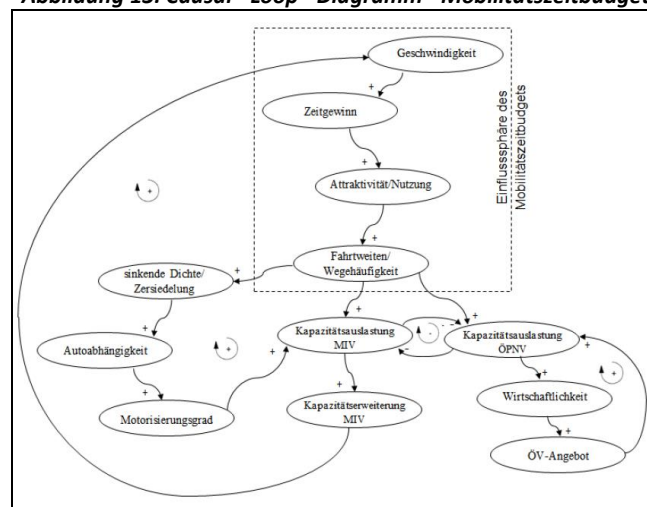 Abbildung 13: Causal - Loop - Diagramm - Mobilitätszeitbudget
Geschwindigkeit
+
Zeitgewinn
+
Attraktivität/Nutzung
+
Fahrtweiten/
Wegehäufigkeit
Einflusssphäre des
Mobilitätszeitbudgets
+
sinkende Dichte/
Zersiedelung
+
+
+
+
+
Kapazitätsauslastung
MIV
-
-
-
-
Kapazitätsauslastung
ÖPNV
+
+
Autoabhängigkeit
+
+
+
Motorisierungsgrad
+
Kapazitätserweiterung
MIV
+
Wirtschaftlichkeit
+
+
ÖV-Angebot